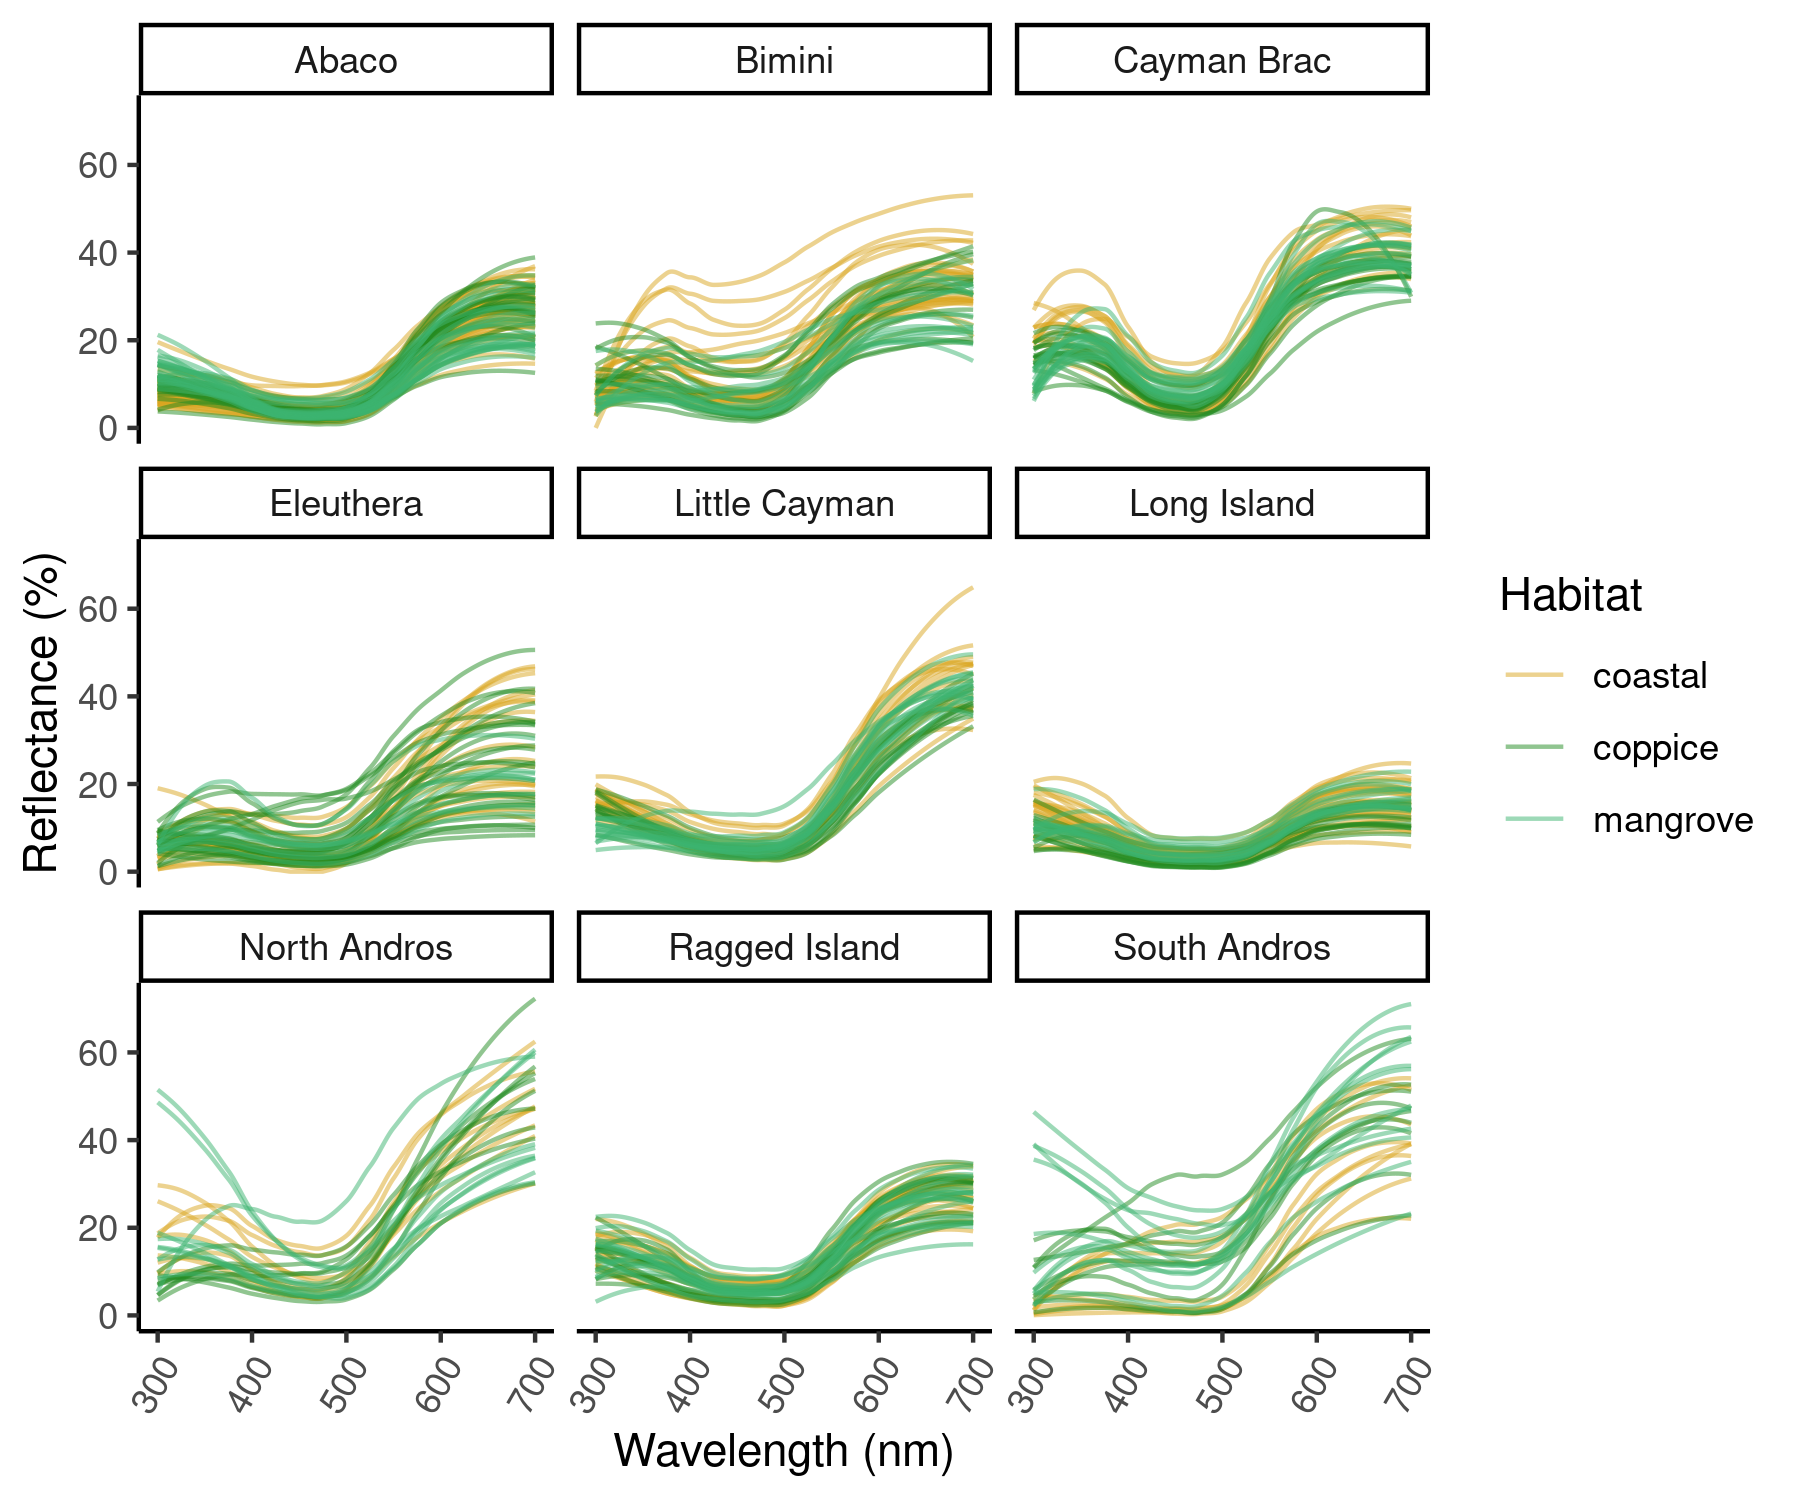 Abaco
Bimini
Cayman Brac
60
40
20
0
Eleuthera
Little Cayman
Long Island
60
40
20
0
North Andros
Ragged Island
South Andros
60
40
20
0
300 400 500 600 700
300 400 500 600 700
300 400 500 600 700
Wavelength (nm)
Reflectance (%)
Habitat
coastal
coppice
mangrove